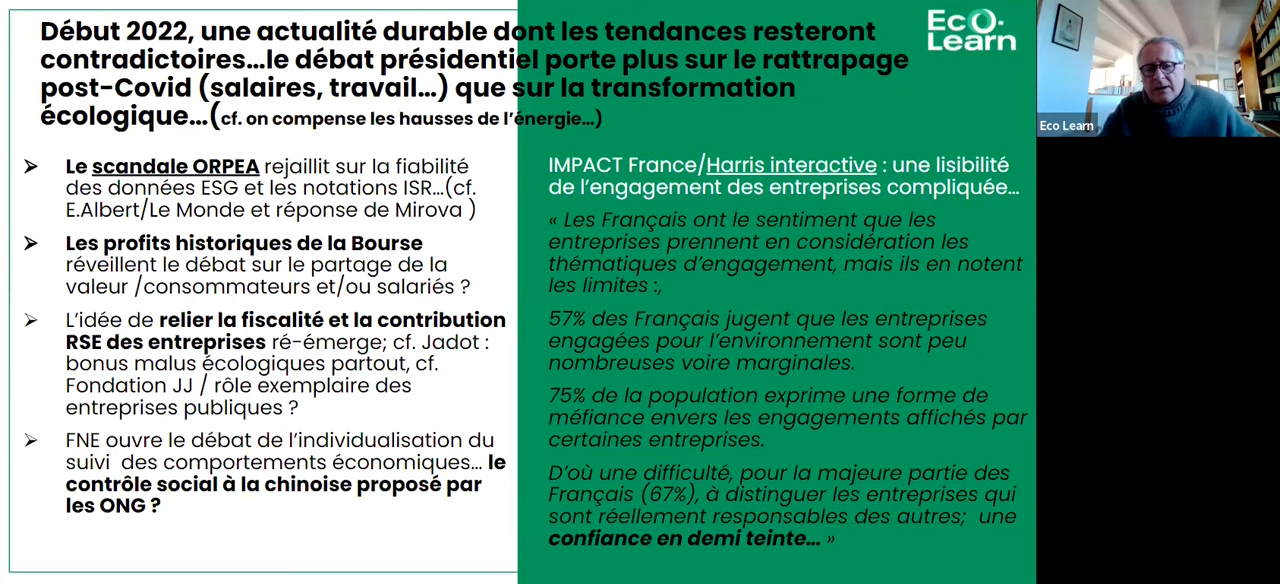 Début 2022, une actualité durable dont les tendances resteront
contradictoires...le débat présidentiel porte plus sur le rattrapage
post-Covid (salaires, travail...) que sur la transformation
écologique...(cf. on compense les hausses de l'énergie...)
EcO.
Learn
Eco Learn
➤ Le scandale ORPEA rejaillit sur la fiabilité
des données ESG et les notations ISR...(cf.
E.Albert/Le Monde et réponse de Mirova )
➤ Les profits historiques de la Bourse
réveillent le débat sur le partage de la
valeur /consommateurs et/ou salariés ?
➤ L'idée de relier la fiscalité et la contribution
RSE des entreprises ré-émerge; cf. Jadot :
bonus malus écologiques partout, cf.
Fondation JJ / rôle exemplaire des
entreprises publiques ?
➤ FNE ouvre le débat de l'individualisation du
suivi des comportements économiques... le
contrôle social à la chinoise proposé par
les ONG ?
IMPACT France/Harris interactive : une lisibilité
de l'engagement des entreprises compliquée...
« Les Français ont le sentiment que les
entreprises prennent en considération les
thématiques d'engagement, mais ils en notent
les limites :,
57% des Français jugent que les entreprises
engagées pour l'environnement sont peu
nombreuses voire marginales.
75% de la population exprime une forme de
méfiance envers les engagements affichés par
certaines entreprises.
D'où une difficulté, pour la majeure partie des
Français (67%), à distinguer les entreprises qui
sont réellement responsables des autres; une
confiance en demi teinte... »